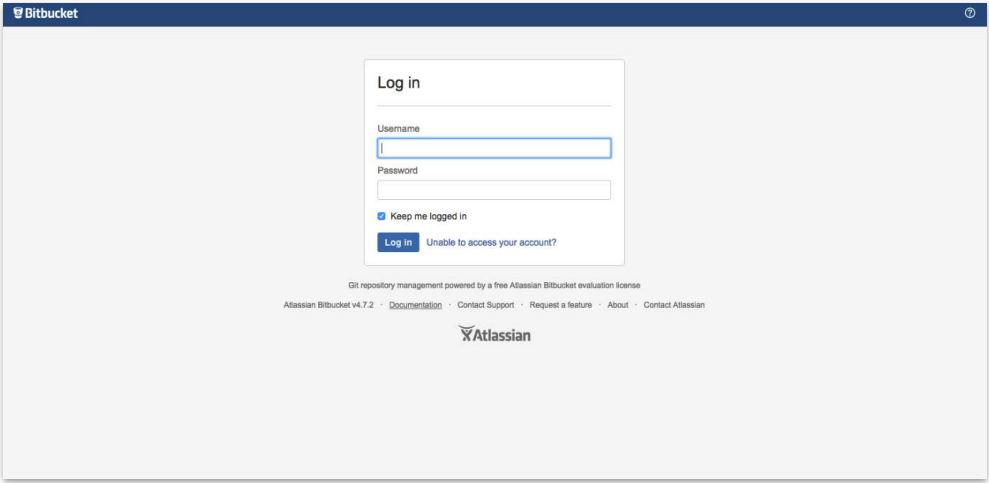 Bitbucket
Log in
Username
Password
Keep me logged in
Log in Unable to access your account?
Git repository management powered by a free Atlassian Bitbucket evaluation license
Atlassian Bitbucket v4.7.2 · Documentation · Contact Support · Request a feature · About · Contact Atlassian
Atlassian